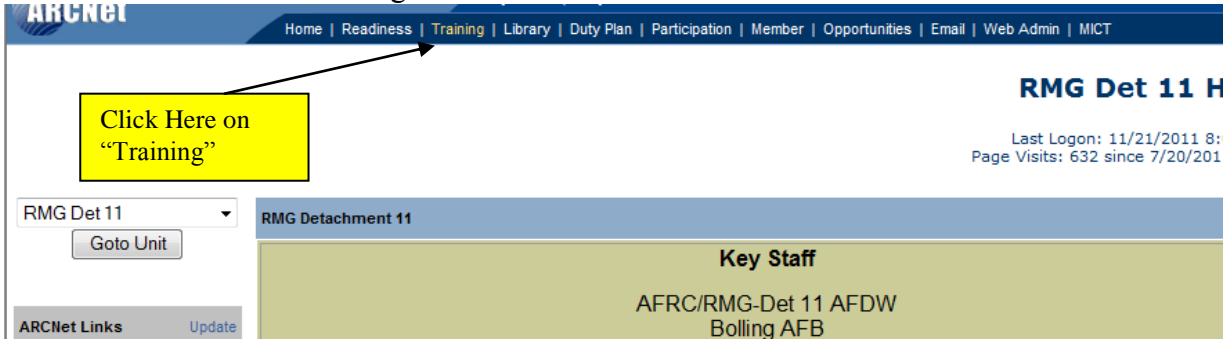 ARCNet
Home | Readiness | Training | Library | Duty Plan | Participation | Member | Opportunities | Email | Web Admin | MICT
RMG Det 11 H
Click Here on
“Training”
Last Logon: 11/21/2011 8:
Page Visits: 632 since 7/20/201
RMG Det 11
Goto Unit
RMG Detachment 11
Key Staff
AFRC/RMG-Det 11 AFDW
Bolling AFB
ARCNet Links Update